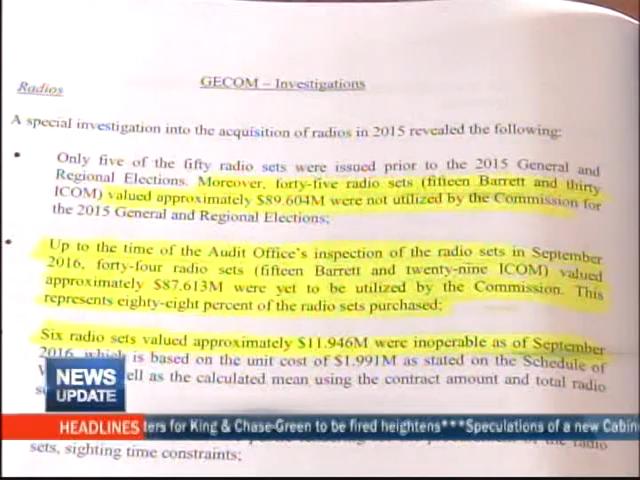 GECOM – Investigations
Radios
A special investigation into the acquisition of radios in 2015 revealed the following:
• Only five of the fifty radio sets were issued prior to the 2015 General and
Regional Elections. Moreover, forty-five radio sets (fifteen Barrett and thirty
ICOM) valued approximately $89.604M were not utilized by the Commission for
the 2015 General and Regional Elections;
• Up to the time of the Audit Office's inspection of the radio sets in September
2016, forty-four radio sets (fifteen Barrett and twenty-nine ICOM) valued
approximately $87.613M were yet to be utilized by the Commission. This
represents eighty-eight percent of the radio sets purchased;
Six radio sets valued approximately $11.946M were inoperable as of September
2016, which is based on the unit cost of $1.991M as stated on the Schedule of
as the calculated mean using the contract amount and total radio
NEWS
UPDATE
HEADLINES ters for King & Chase-Green to be fired heightens***Speculations of a new Cabin
radio
sets, sighting time constraints;